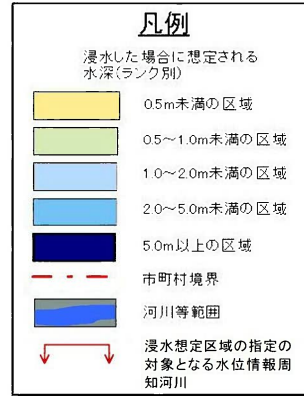 凡例
浸水した場合に想定される
水深(ランク別)
0.5m未満の区域
0.5～1.0m未満の区域
1.0～2.0m未満の区域
2.0～5.0m未満の区域
5.0m以上の区域
市町村境界
河川等範囲
浸水想定区域の指定の
対象となる水位情報周
知河川